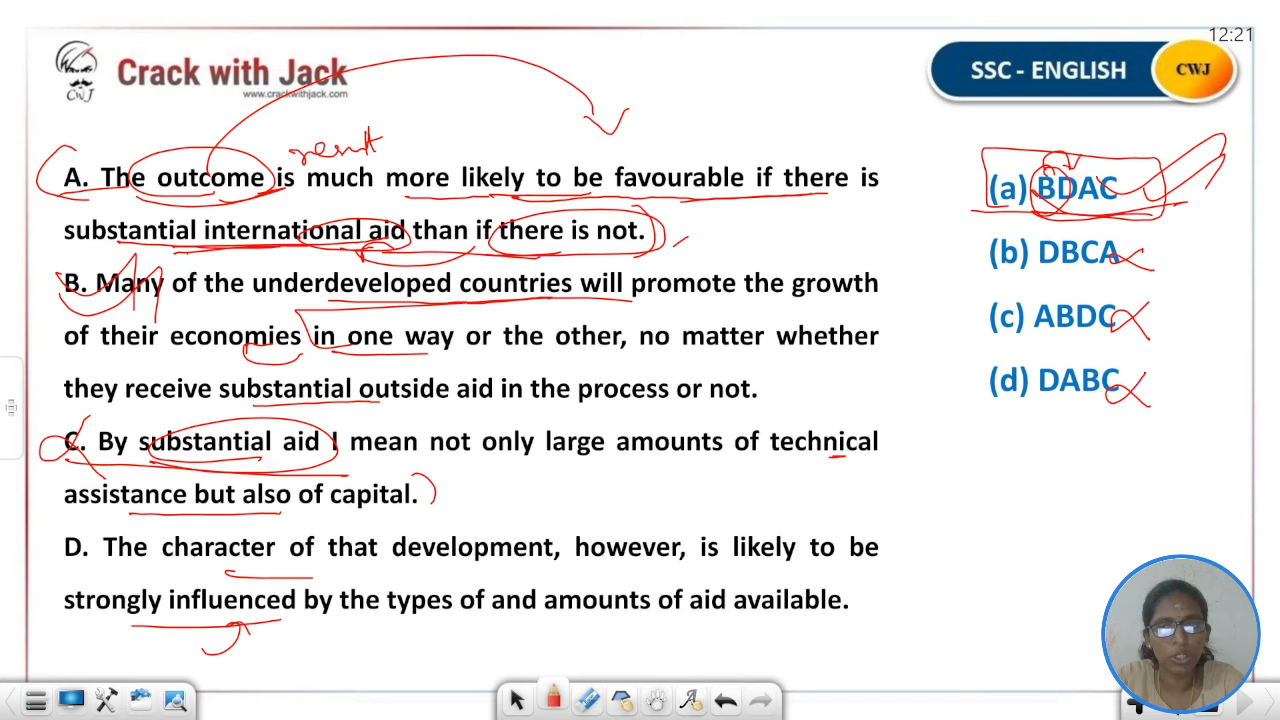 12:21
Crack with Jack
www.crackwithjack.com
CWJ
SSC - ENGLISH
CWJ
result
A. The outcome is much more likely to be favourable if there is
substantial international aid than if there is not.
B. Many of the underdeveloped countries will promote the growth
of their economies in one way or the other, no matter whether
they receive substantial outside aid in the process or not.
C. By substantial aid I mean not only large amounts of technical
assistance but also of capital.
D. The character of that development, however, is likely to be
strongly influenced by the types of and amounts of aid available.
(a) BDAC
(b) DBCA
(c) ABDC
(d) DABC